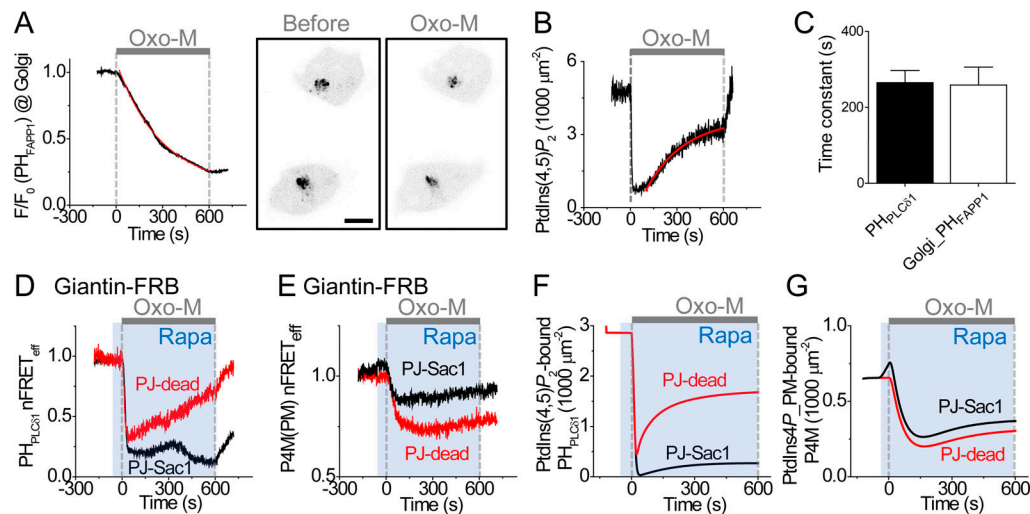 A
Oxo-M
F/F0 (PHFAPP1) @ Golgi
1.0
0.5
0.0
-300
0
300
600
Time (s)
Before
Oxo-M
B
Oxo-M
PtdIns(4,5)P2 (1000 µm-2)
6
3
0
-300
0
300
600
Time (s)
C
Time constant (s)
400
200
0
PHPLCδ1
Golgi_PHFAPP1
D
Giantin-FRB
Oxo-M
Rapa
PHPLCδ1 nFRETeff
1.0
0.5
0.0
PJ-dead
PJ-Sac1
-300
0
300
600
Time (s)
E
Giantin-FRB
Oxo-M
Rapa
P4M(PM) nFRETeff
1.0
0.5
PJ-Sac1
PJ-dead
-300
0
300
600
Time (s)
F
Oxo-M
Rapa
PtdIns(4,5)P2-bound
PHPLCδ1 (1000 µm-2)
3
2
1
0
PJ-dead
PJ-Sac1
0
300
600
Time (s)
G
Oxo-M
Rapa
PtdIns4P_PM-bound
P4M (1000 µm-2)
1.0
0.5
0.0
PJ-Sac1
PJ-dead
0
300
600
Time (s)